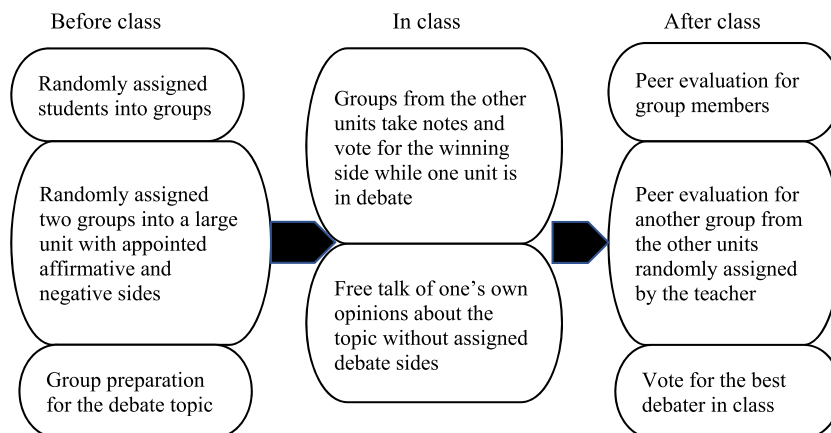 Before class
Randomly assigned
students into groups
Randomly assigned
two groups into a large
unit with appointed
affirmative and
negative sides
Group preparation
for the debate topic
In class
Groups from the other
units take notes and
vote for the winning
side while one unit is
in debate
Free talk of one’s own
opinions about the
topic without assigned
debate sides
After class
Peer evaluation for
group members
Peer evaluation for
another group from
the other units
randomly assigned
by the teacher
Vote for the best
debater in class